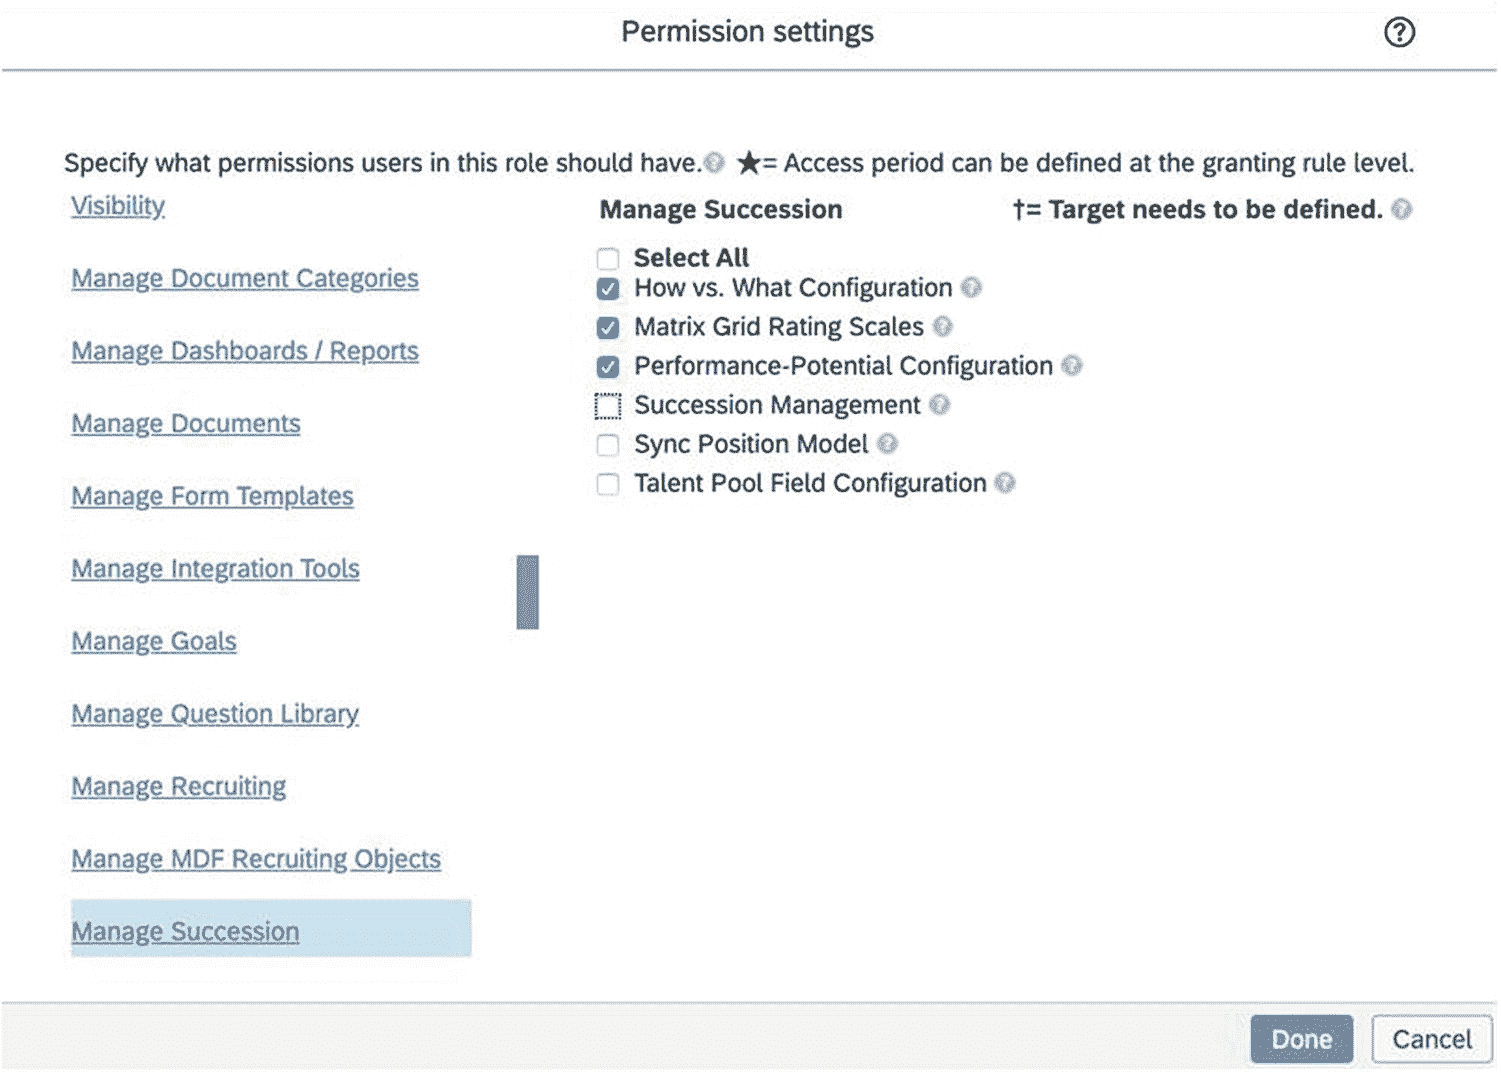 Permission settings
Specify what permissions users in this role should have. ★= Access period can be defined at the granting rule level.
Visibility
Manage Document Categories
Manage Dashboards / Reports
Manage Documents
Manage Form Templates
Manage Integration Tools
Manage Goals
Manage Question Library
Manage Recruiting
Manage MDF Recruiting Objects
Manage Succession
Manage Succession †= Target needs to be defined.
Select All
How vs. What Configuration
Matrix Grid Rating Scales
Performance-Potential Configuration
Succession Management
Sync Position Model
Talent Pool Field Configuration
Done Cancel